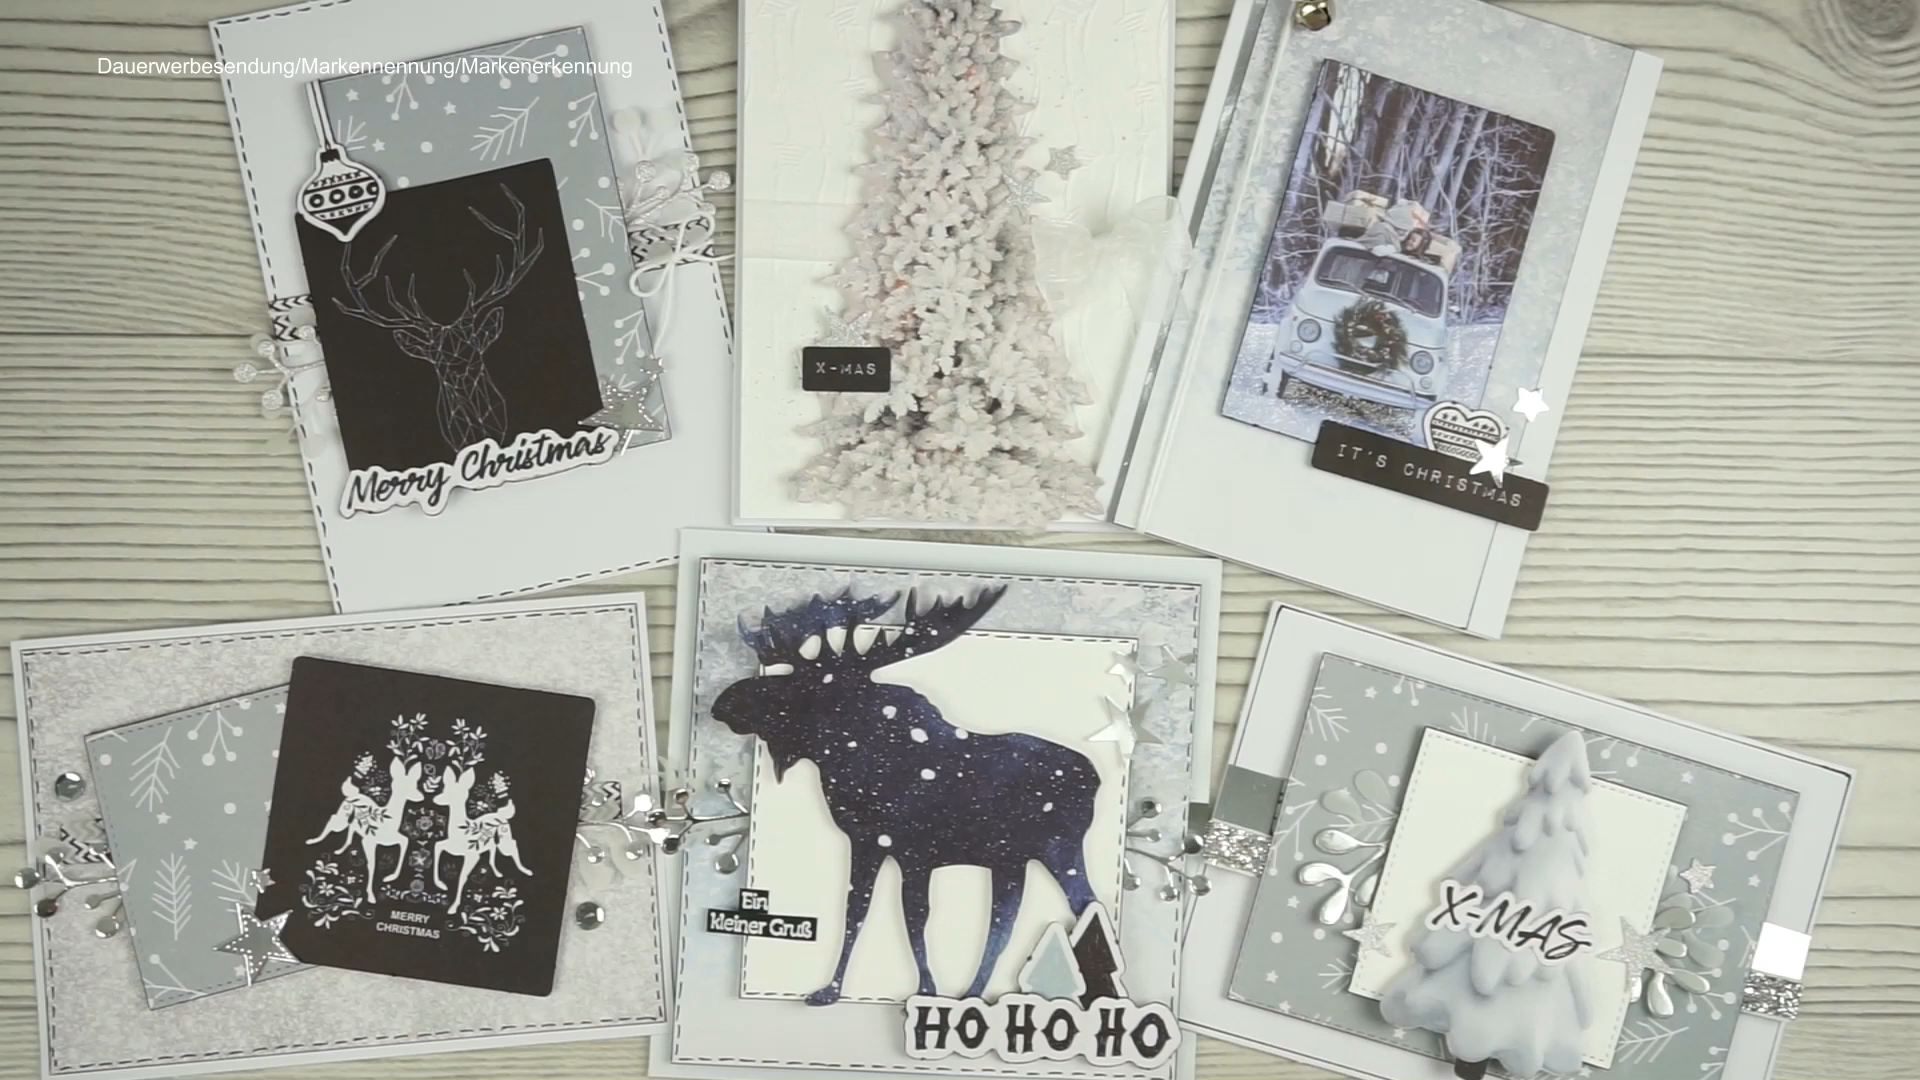 Dauerwerbesendung/Markennennung/Markenerkennung
Merry Christmas
X-MAS
IT'S CHRISTMAS
MERRY
CHRISTMAS
Ein
kleiner Gruß
HO HO HO
X-MAS